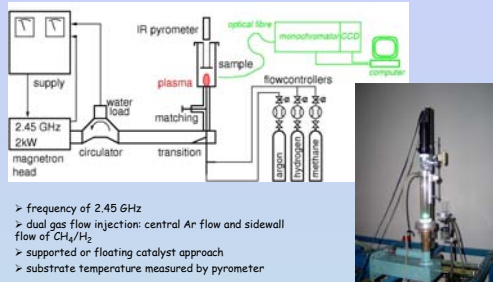 IR pyrometer
optical fibre
monochromator CCD
computer
sample
plasma
flowcontrollers
supply
water
load
matching
2.45 GHz
2kW
magnetron
head
circulator
transition
argon
hydrogen
methane
➢ frequency of 2.45 GHz
➢ dual gas flow injection: central Ar flow and sidewall
flow of CH₄/H₂
➢ supported or floating catalyst approach
➢ substrate temperature measured by pyrometer